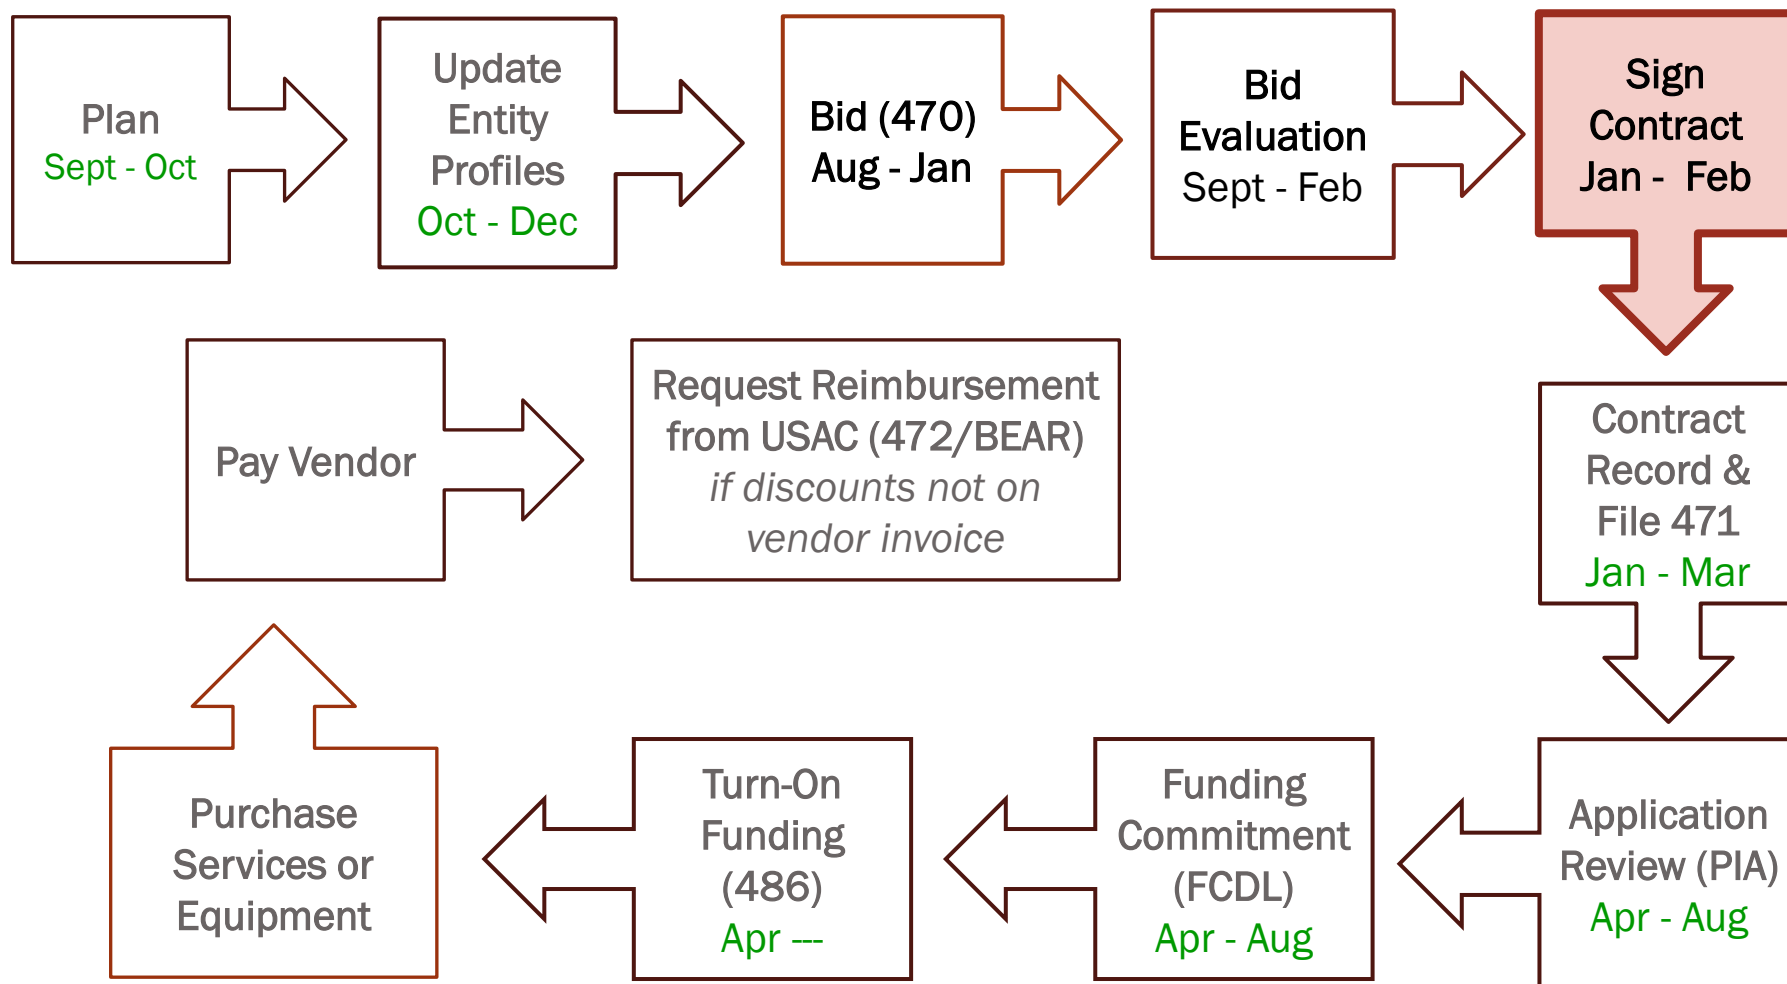 Plan
Sept - Oct
Update
Entity
Profiles
Oct - Dec
Bid (470)
Aug - Jan
Bid
Evaluation
Sept - Feb
Sign
Contract
Jan - Feb
Contract
Record &
File 471
Jan - Mar
Application
Review (PIA)
Apr - Aug
Funding
Commitment
(FCDL)
Apr - Aug
Turn-On
Funding
(486)
Apr ---
Purchase
Services or
Equipment
Pay Vendor
Request Reimbursement
from USAC (472/BEAR)
if discounts not on
vendor invoice